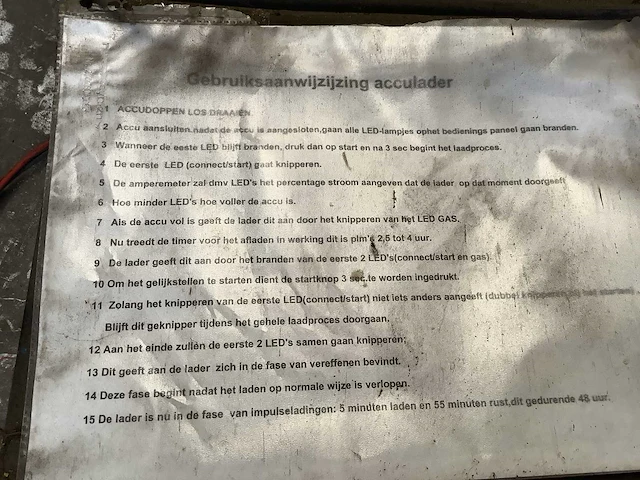 Gebruiksaanwijzijzing acculader
1 ACCUDOPPEN LOS DRAAIEN.
2 Accu aansluiten.nadat de accu is aangesloten,gaan alle LED-lampjes ophet bedienings paneel gaan branden.
3 Wanneer de eeste LED blijft branden, druk dan op start en na 3 sec begint het laadproces.
4 De eerste LED (connect/start) gaat knipperen.
5 De amperemeter zal dmv LED's het percentage stroom aangeven dat de lader op dat moment doorgeeft
6 Hoe minder LED's hoe voller de accu is.
7 Als de accu vol is geeft de lader dit aan door het knipperen van het LED GAS.
8 Nu treedt de timer voor het afladen in werking dit is plm's 2,5 tot 4 uur.
9 De lader geeft dit aan door het branden van de eerste 2 LED's(connect/start en gas)
10 Om het gelijkstellen te starten dient de startknop 3 sec.te worden ingedrukt.
11 Zolang het knipperen van de eerste LED(connect/start) niet iets anders aangeeft (dubbel knipperen
Blijft dit geknipper tijdens het gehele laadproces doorgaan.
12 Aan het einde zullen de eerste 2 LED's samen gaan knipperen;
13 Dit geeft aan de lader zich in de fase van vereffenen bevindt.
14 Deze fase begint nadat het laden op normale wijze is verlopen.
15 De lader is nu in de fase van impulseladingen: 5 minuten laden en 55 minuten rust,dit gedurende 48 uur.